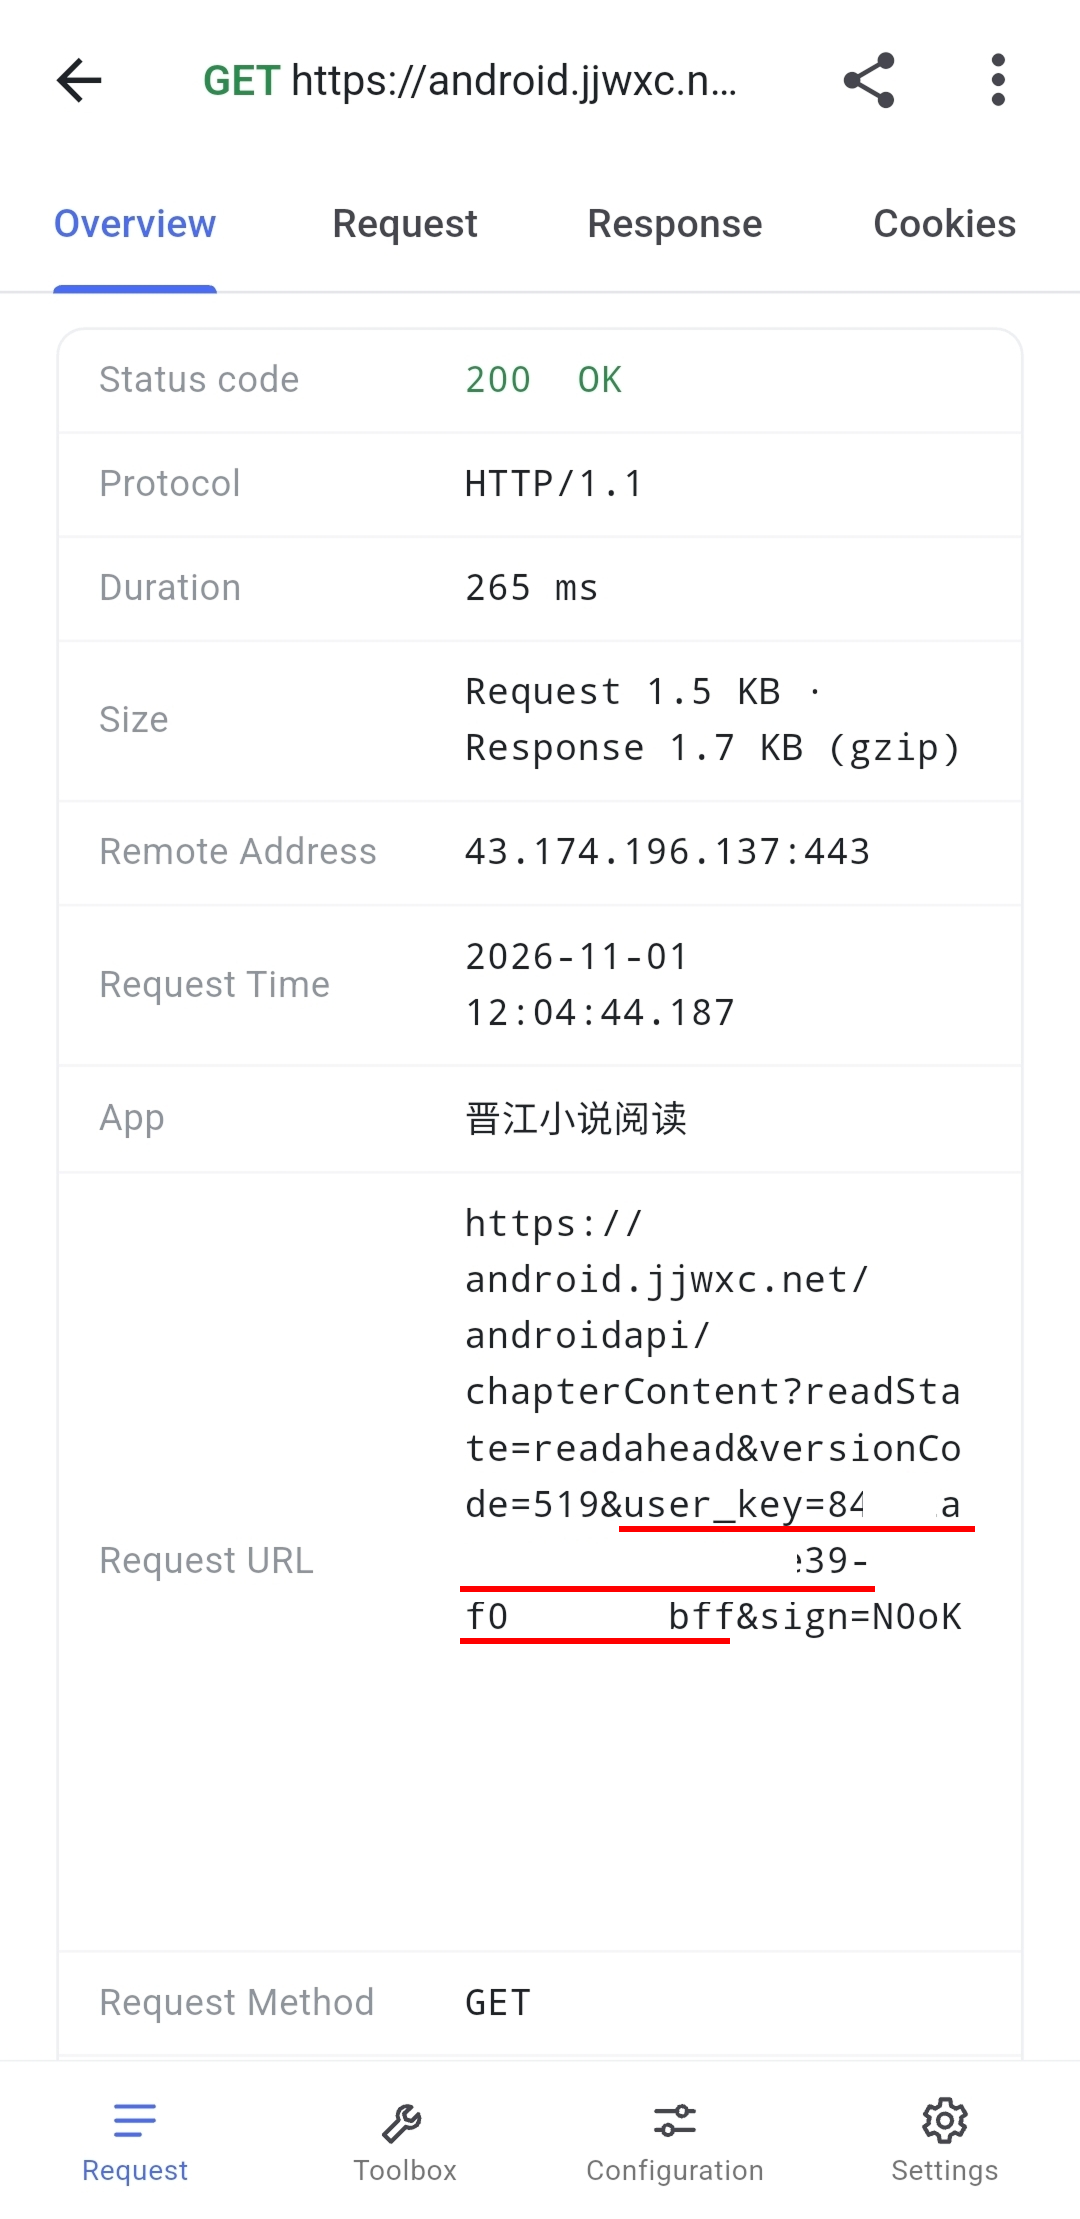 GET https://android.jjwxc.n...
Overview Request Response Cookies
Status code 200 OK
Protocol HTTP/1.1
Duration 265 ms
Size Request 1.5 KB ·
Response 1.7 KB (gzip)
Remote Address 43.174.196.137:443
Request Time 2026-11-01
12:04:44.187
App 晋江小说阅读
Request URL https://
android.jjwxc.net/
androidapi/
chapterContent?readSta
te=readahead&versionCo
de=519&user_key=84 a
e39-
f0 bff&sign=NOoK
Request Method GET
Request Toolbox Configuration Settings